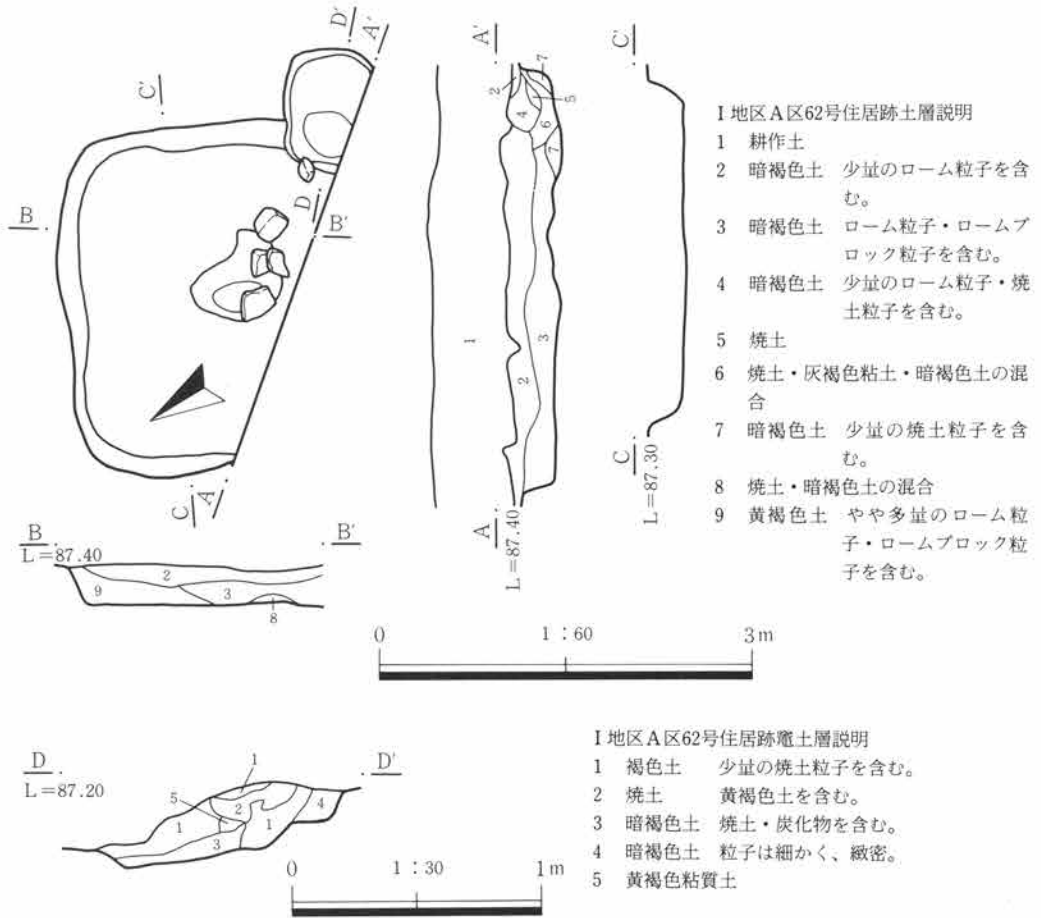 D'
A'
C'
B
D
B'
C
A
A'
2
7
5
4
6
7
1
2
3
A
L=87.40
C'
C
L=87.30
I地区A区62号住居跡土層説明
1 耕作土
2 暗褐色土 少量のローム粒子を含
む。
3 暗褐色土 ローム粒子・ロームブ
ロック粒子を含む。
4 暗褐色土 少量のローム粒子・焼
土粒子を含む。
5 焼土
6 焼土・灰褐色粘土・暗褐色土の混
合
7 暗褐色土 少量の焼土粒子を含
む。
8 焼土・暗褐色土の混合
9 黄褐色土 やや多量のローム粒
子・ロームブロック粒
子を含む。
B
L=87.40
B'
2
9
3
8
0 1:60 3m
D
L=87.20
D'
1
5
2
4
1
1
3
0 1:30 1m
I地区A区62号住居跡竈土層説明
1 褐色土 少量の焼土粒子を含む。
2 焼土 黄褐色土を含む。
3 暗褐色土 焼土・炭化物を含む。
4 暗褐色土 粒子は細かく、緻密。
5 黄褐色粘質土